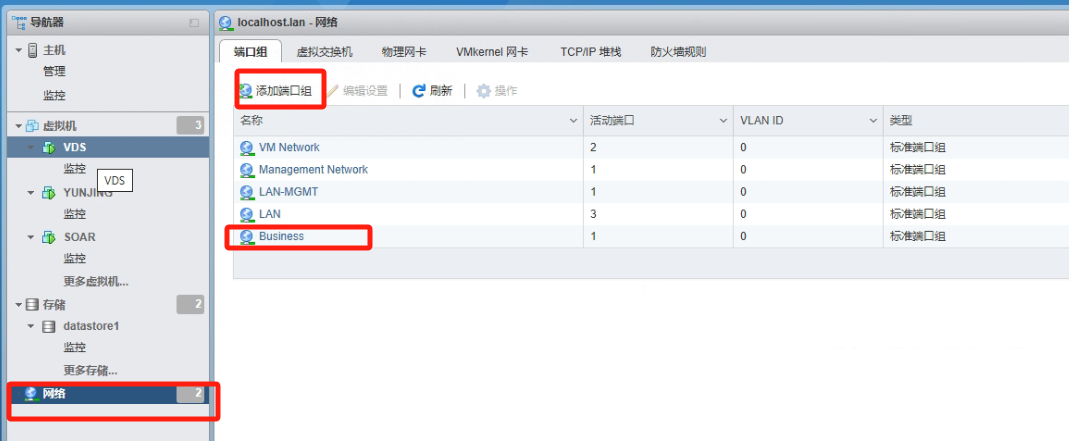 导航器
主机
管理
监控
虚拟机 3
VDS
监控
VDS
YUNJING
监控
SOAR
监控
更多虚拟机...
存储 2
datastore1
监控
更多存储...
网络 2
localhost.lan - 网络
端口组 虚拟交换机 物理网卡 VMkernel 网卡 TCP/IP 堆栈 防火墙规则
添加端口组 编辑设置 刷新 操作
名称 活动端口 VLAN ID 类型
VM Network 2 0 标准端口组
Management Network 1 0 标准端口组
LAN-MGMT 1 0 标准端口组
LAN 3 0 标准端口组
Business 1 0 标准端口组